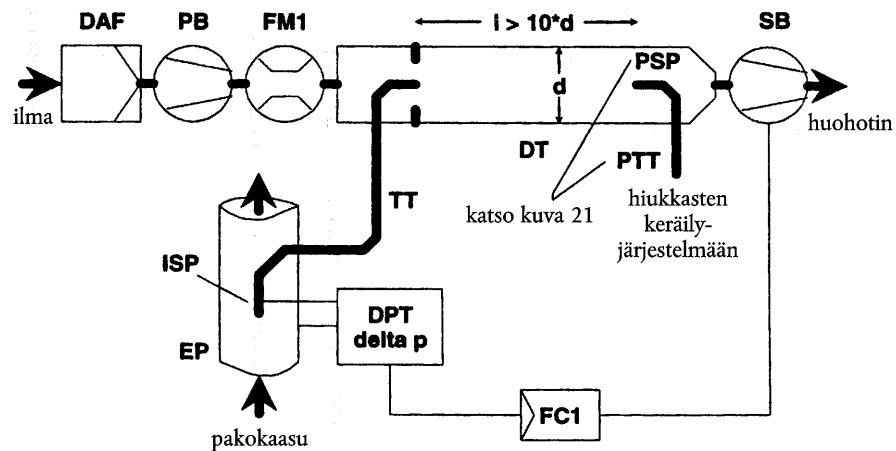 DAF
PB
FM1
l > 10*d
SB
PSP
d
ilma
huohotin
DT
PTT
TT
katso kuva 21
hiukkasten
keräily-
järjestelmään
ISP
DPT
delta p
EP
FC1
pakokaasu